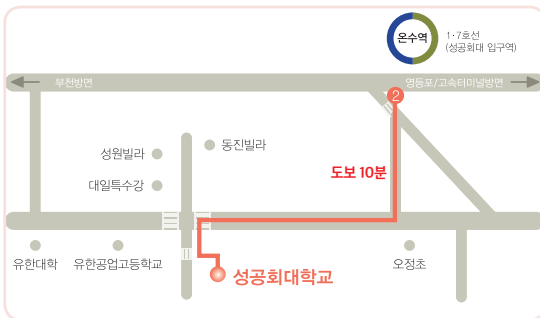 온수역
1·7호선
(성공회대 입구역)
부천방면
영등포/고속터미널방면
2
성원빌라
동진빌라
대일특수강
도보 10분
유한대학
유한공업고등학교
성공회대학교
오정초